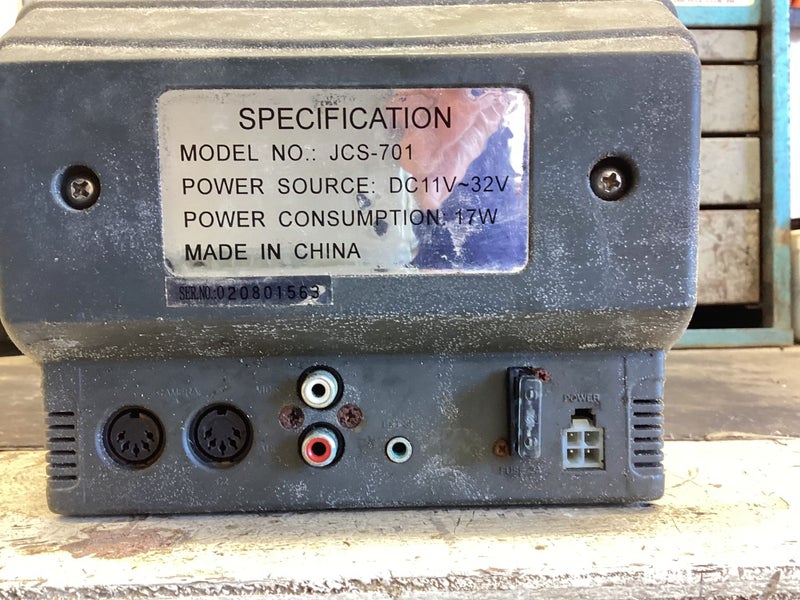 SPECIFICATION
MODEL NO.: JCS-701
POWER SOURCE: DC11V~32V
POWER CONSUMPTION: 17W
MADE IN CHINA
SER.NO.:020801563
CAMERA
POWER